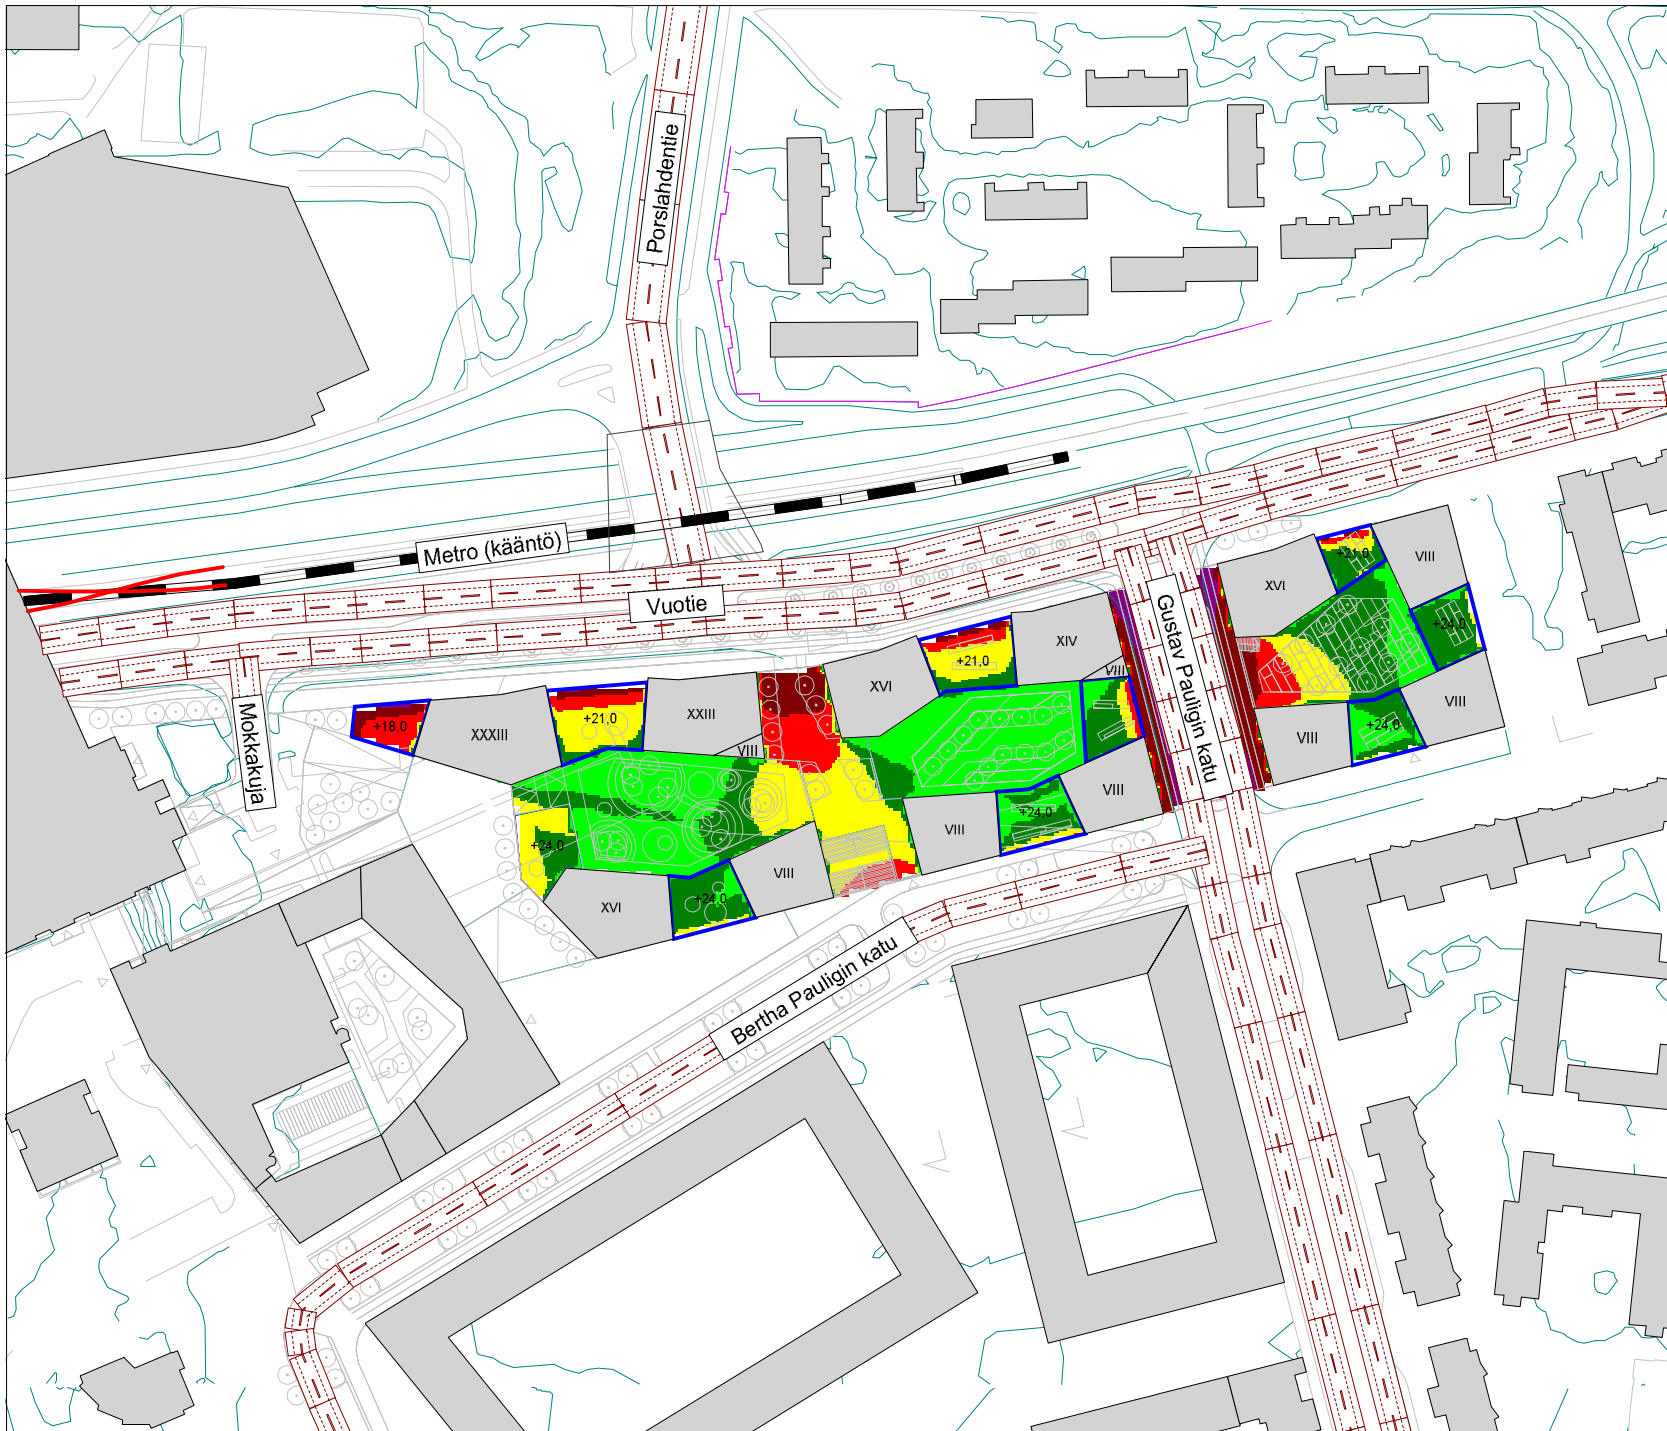 Porslahdentie
Metro (kääntö)
Vuotie
Mokkakuja
Gustav Pauligin katu
Bertha Pauligin katu
XVI
+21,0
VIII
+24,0
VIII
+24,0
VIII
XIV
VIII
+21,0
XVI
+18,0
XXXIII
+21,0
XXIII
VIII
VIII
+24,0
VIII
+24,0
VIII
+24,0
XVI